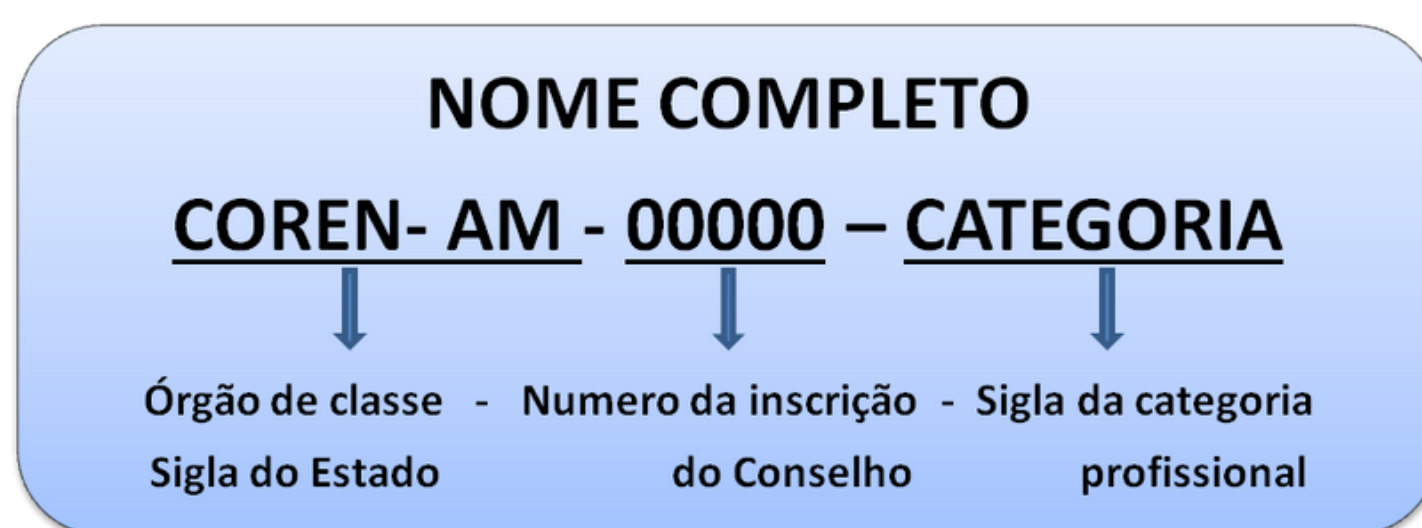 NOME COMPLETO
COREN- AM - 00000 – CATEGORIA
Órgão de classe - Numero da inscrição - Sigla da categoria
Sigla do Estado do Conselho profissional